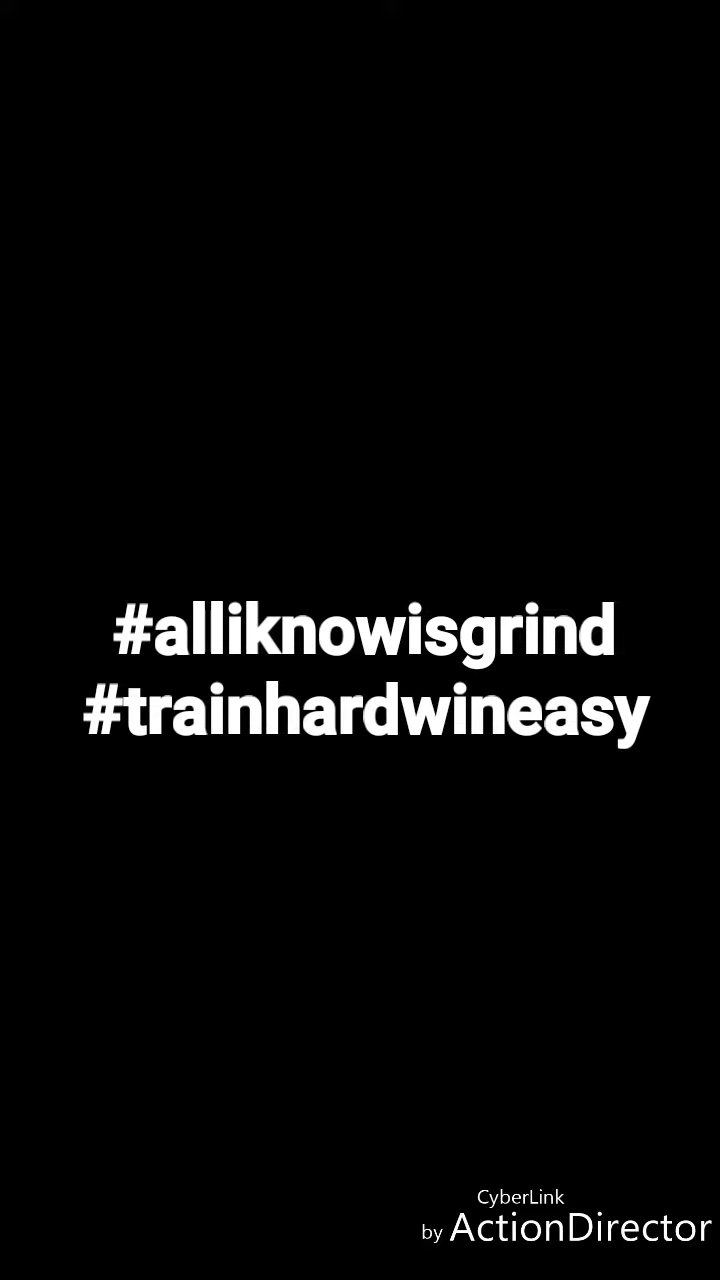 #alliknowisgrind
#trainhardwineasy
CyberLink
by ActionDirector